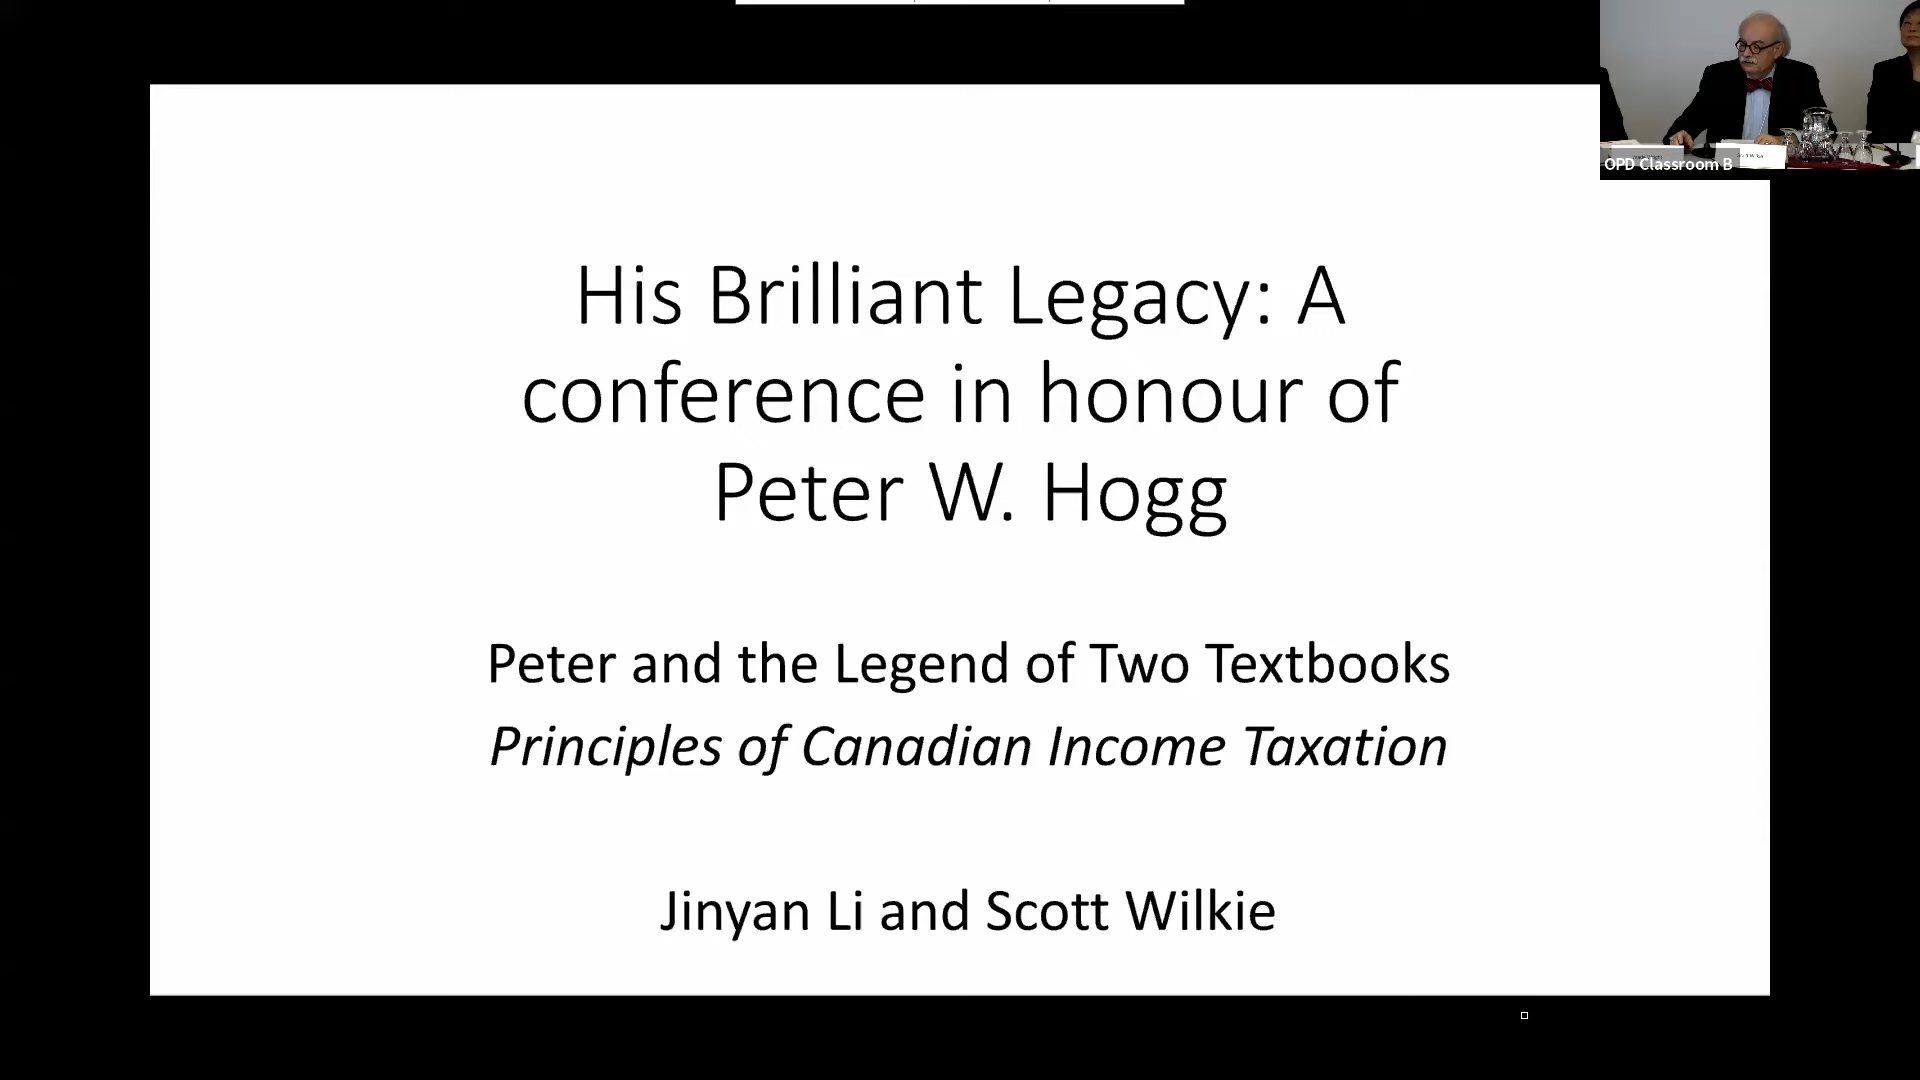 His Brilliant Legacy: A
conference in honour of
Peter W. Hogg
Peter and the Legend of Two Textbooks
Principles of Canadian Income Taxation
Jinyan Li and Scott Wilkie
OPD Classroom B